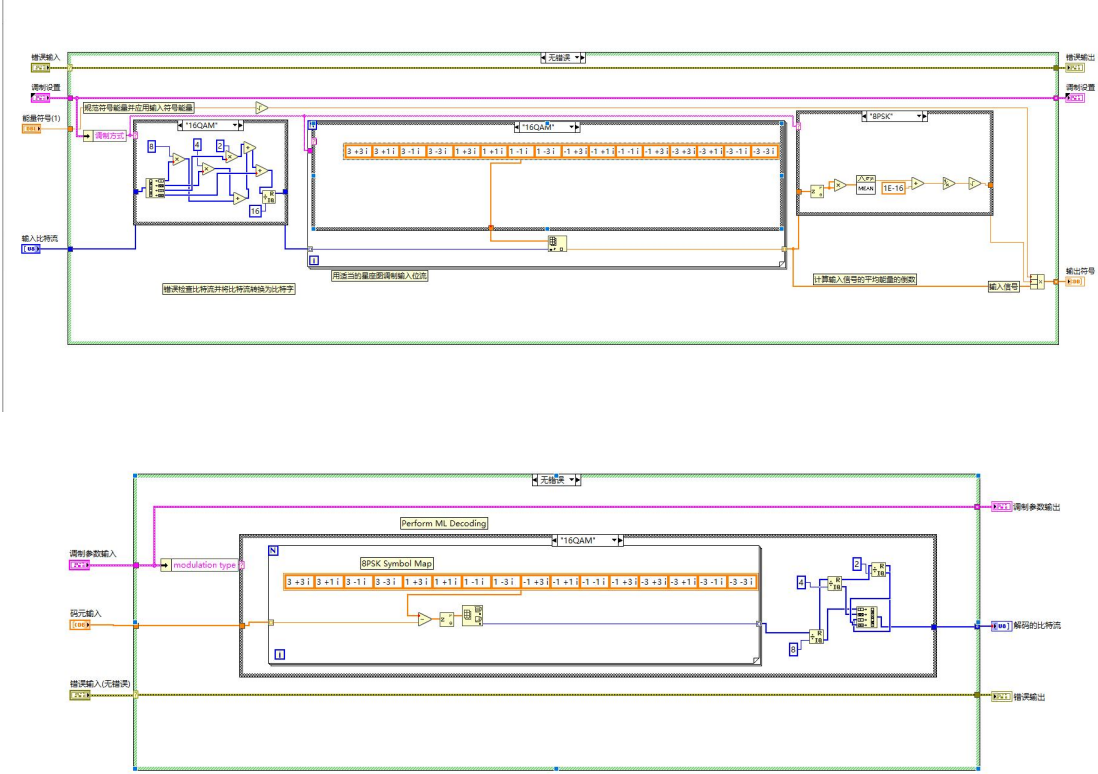 无错误
错误输入
错误输出
调制设置
调制设置
能量符号(1)
规范符号能量并应用输入符号能量
调制方式
"16QAM"
8
4
2
R
IQ
16
"16QAM"
3 +3 i 3 +1 i 3 -1 i 3 -3 i 1 +3 i 1 +1 i 1 -1 i 1 -3 i -1 +3 i -1 +1 i -1 -1 i -1 -3 i -3 +3 i -3 +1 i -3 -1 i -3 -3 i
"8PSK"
MEAN
1E-16
输入比特流
i
用适当的星座图调制输入位流
错误检查比特流并将比特流转换为比特字
计算输入信号的平均能量的倒数
输入信号
输出符号
无错误
调制参数输出
Perform ML Decoding
"16QAM"
调制参数输入
modulation type
N
8PSK Symbol Map
3 +3 i 3 +1 i 3 -1 i 3 -3 i 1 +3 i 1 +1 i 1 -1 i 1 -3 i -1 +3 i -1 +1 i -1 -1 i -1 -3 i -3 +3 i -3 +1 i -3 -1 i -3 -3 i
2
R
IQ
4
R
IQ
码元输入
解码的比特流
R
IQ
8
i
错误输入(无错误)
错误输出